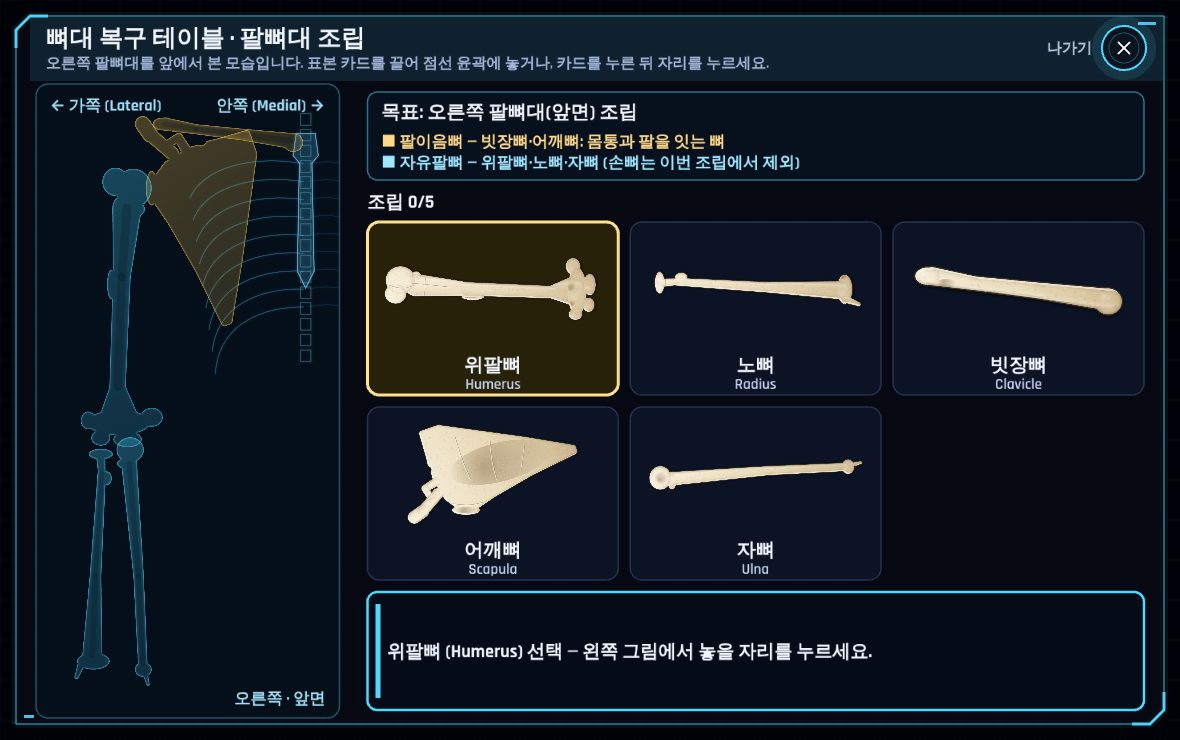 뼈대 복구 테이블 · 팔뼈대 조립
오른쪽 팔뼈대를 앞에서 본 모습입니다. 표본 카드를 끌어 점선 윤곽에 놓거나, 카드를 누른 뒤 자리를 누르세요.
나가기
← 가쪽 (Lateral)
안쪽 (Medial) →
오른쪽 · 앞면
목표: 오른쪽 팔뼈대(앞면) 조립
■ 팔이음뼈 – 빗장뼈·어깨뼈: 몸통과 팔을 잇는 뼈
■ 자유팔뼈 – 위팔뼈·노뼈·자뼈 (손뼈는 이번 조립에서 제외)
조립 0/5
위팔뼈
Humerus
노뼈
Radius
빗장뼈
Clavicle
어깨뼈
Scapula
자뼈
Ulna
위팔뼈 (Humerus) 선택 – 왼쪽 그림에서 놓을 자리를 누르세요.